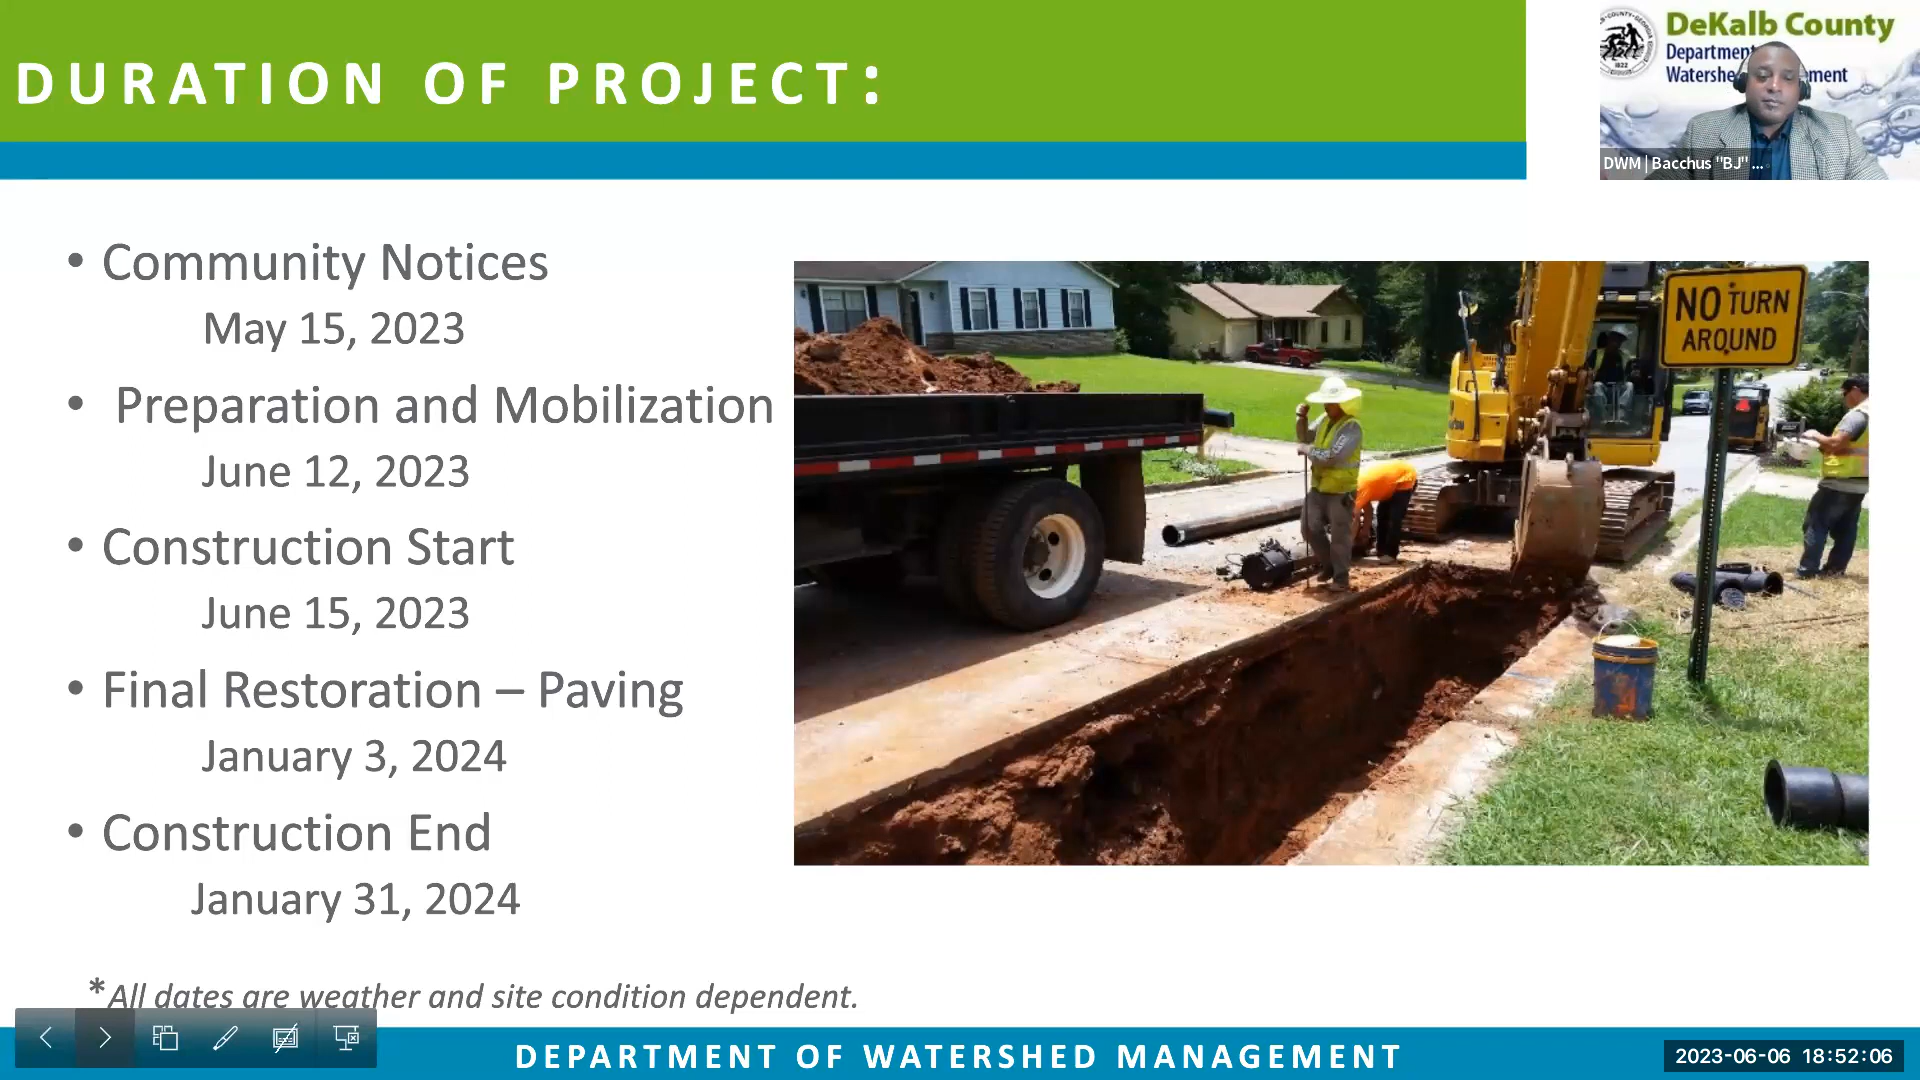 DURATION OF PROJECT:
DeKalb County
Department
Watershe ment
DWM | Bacchus "BJ" ...
• Community Notices
May 15, 2023
• Preparation and Mobilization
June 12, 2023
• Construction Start
June 15, 2023
• Final Restoration – Paving
January 3, 2024
• Construction End
January 31, 2024
*All dates are weather and site condition dependent.
NO TURN
AROUND
DEPARTMENT OF WATERSHED MANAGEMENT
2023-06-06 18:52:06